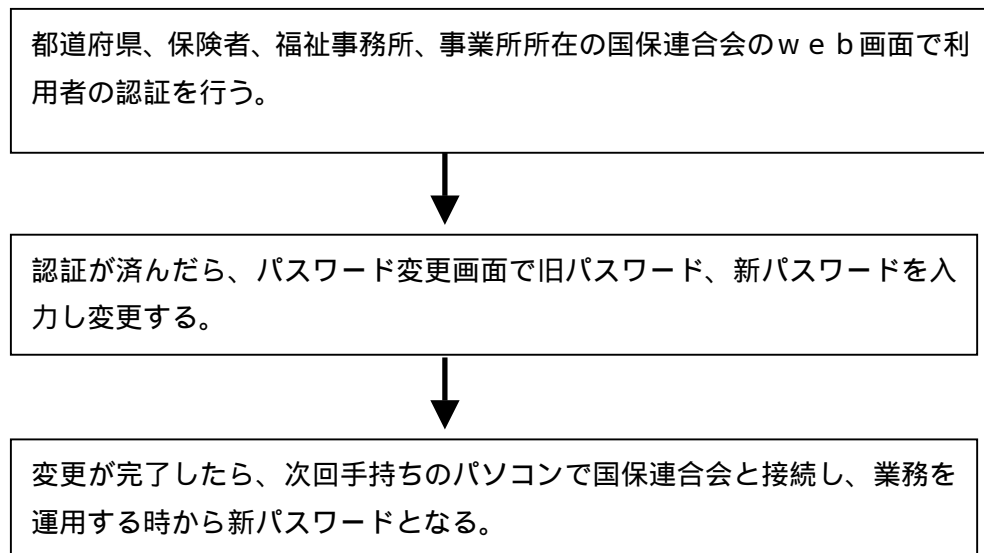 都道府県、保険者、福祉事務所、事業所所在の国保連合会のｗｅｂ画面で利
用者の認証を行う。
認証が済んだら、パスワード変更画面で旧パスワード、新パスワードを入
力し変更する。
変更が完了したら、次回手持ちのパソコンで国保連合会と接続し、業務を
運用する時から新パスワードとなる。